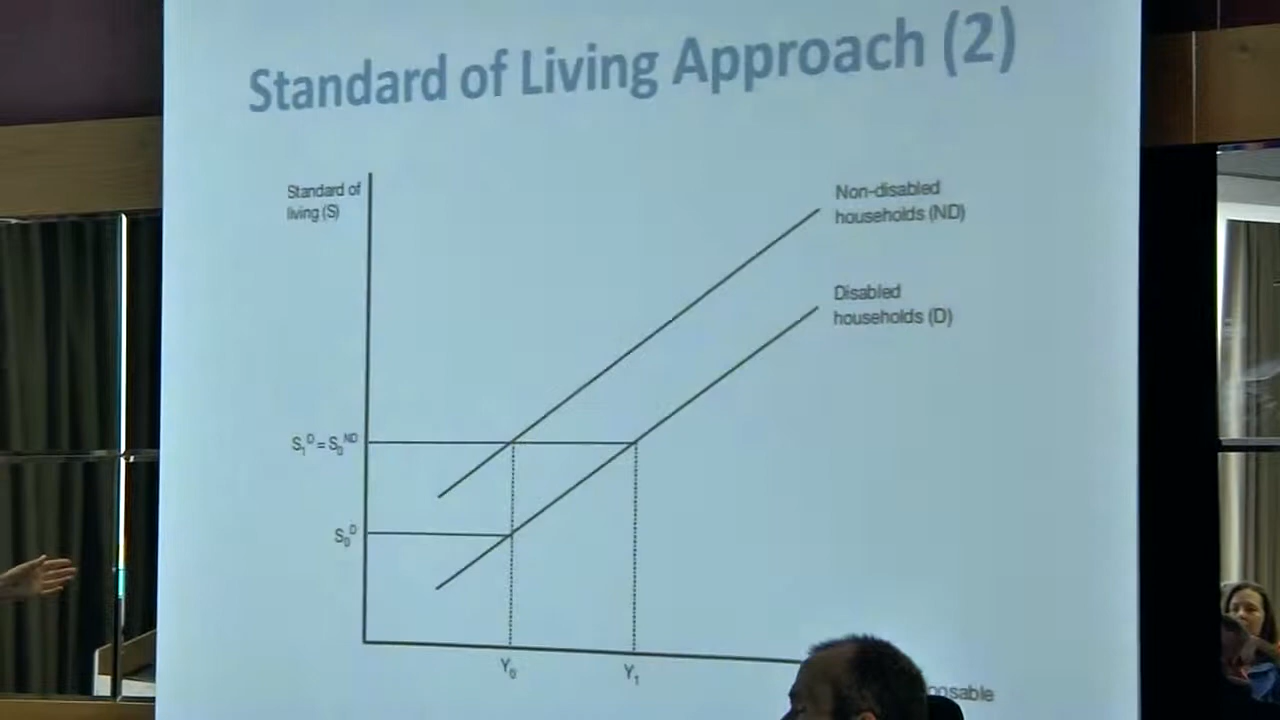 Standard of Living Approach (2)
Standard of
living (S)
Non-disabled
households (ND)
Disabled
households (D)
S₁ᴰ = S₀ᴺᴰ
S₀ᴰ
Y₀
Y₁